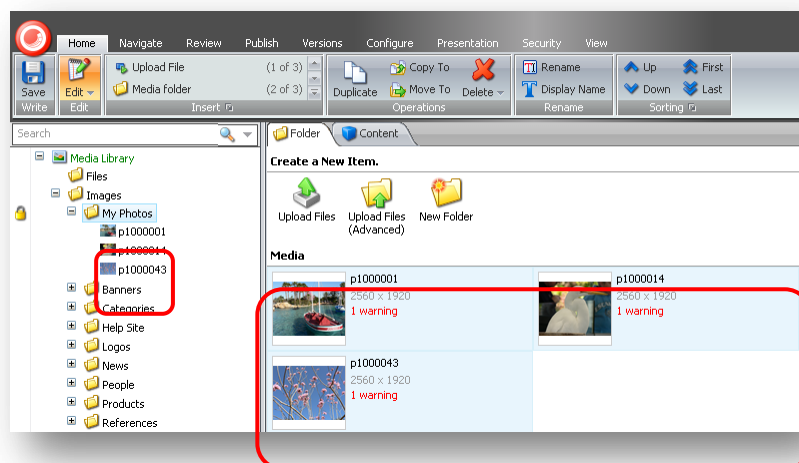 Home Navigate Review Publish Versions Configure Presentation Security View
Save
Write
Edit
Edit
Upload File (1 of 3)
Media folder (2 of 3)
Insert
Duplicate
Copy To
Move To
Delete
Operations
Rename
Display Name
Rename
Up First
Down Last
Sorting
Search
Media Library
Files
Images
My Photos
p1000001
p1000014
p1000043
Banners
Categories
Help Site
Logos
News
People
Products
References
Folder Content
Create a New Item.
Upload Files
Upload Files
(Advanced)
New Folder
Media
p1000001
2560 x 1920
1 warning
p1000014
2560 x 1920
1 warning
p1000043
2560 x 1920
1 warning